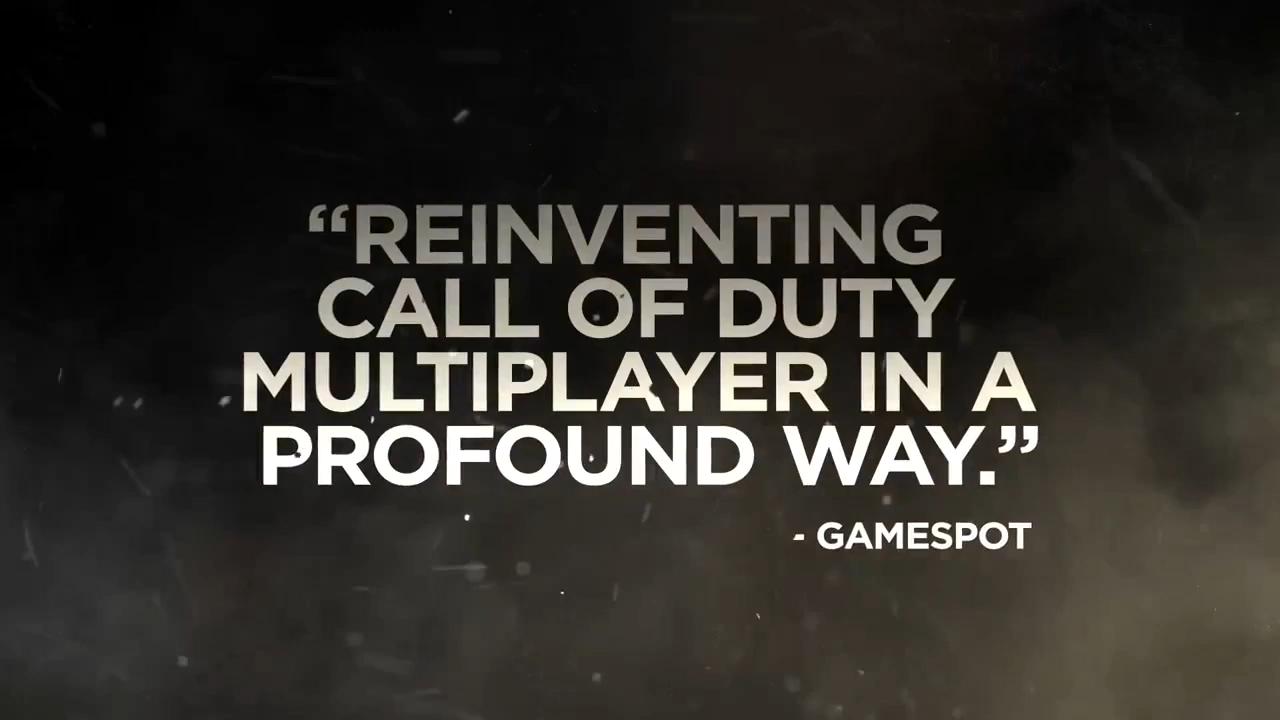 “REINVENTING
CALL OF DUTY
MULTIPLAYER IN A
PROFOUND WAY.”
- GAMESPOT